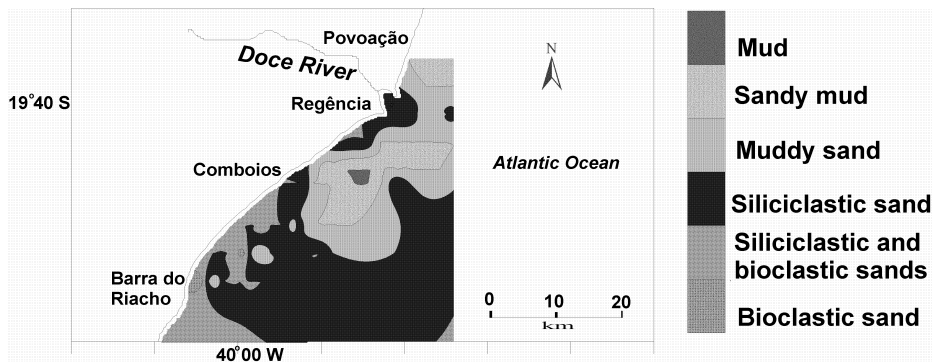 Povoação
Doce River
Regência
19°40 S
Comboios
Barra do
Riacho
40°00 W
N
Atlantic Ocean
0 10 20
km
Mud
Sandy mud
Muddy sand
Siliciclastic sand
Siliciclastic and
bioclastic sands
Bioclastic sand